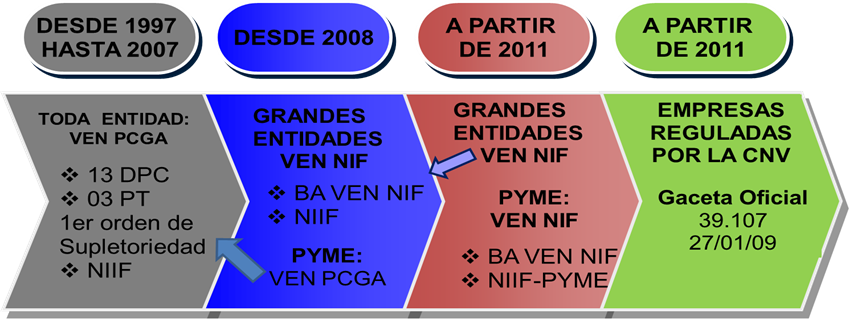 DESDE 1997
HASTA 2007
DESDE 2008
A PARTIR
DE 2011
A PARTIR
DE 2011
TODA ENTIDAD:
VEN PCGA
❖ 13 DPC
❖ 03 PT
1er orden de
Supletoriedad
❖ NIIF
GRANDES
ENTIDADES
VEN NIF
❖ BA VEN NIF
❖ NIIF
PYME:
VEN PCGA
GRANDES
ENTIDADES
VEN NIF
PYME:
VEN NIF
❖ BA VEN NIF
❖ NIIF-PYME
EMPRESAS
REGULADAS
POR LA CNV
Gaceta Oficial
39.107
27/01/09